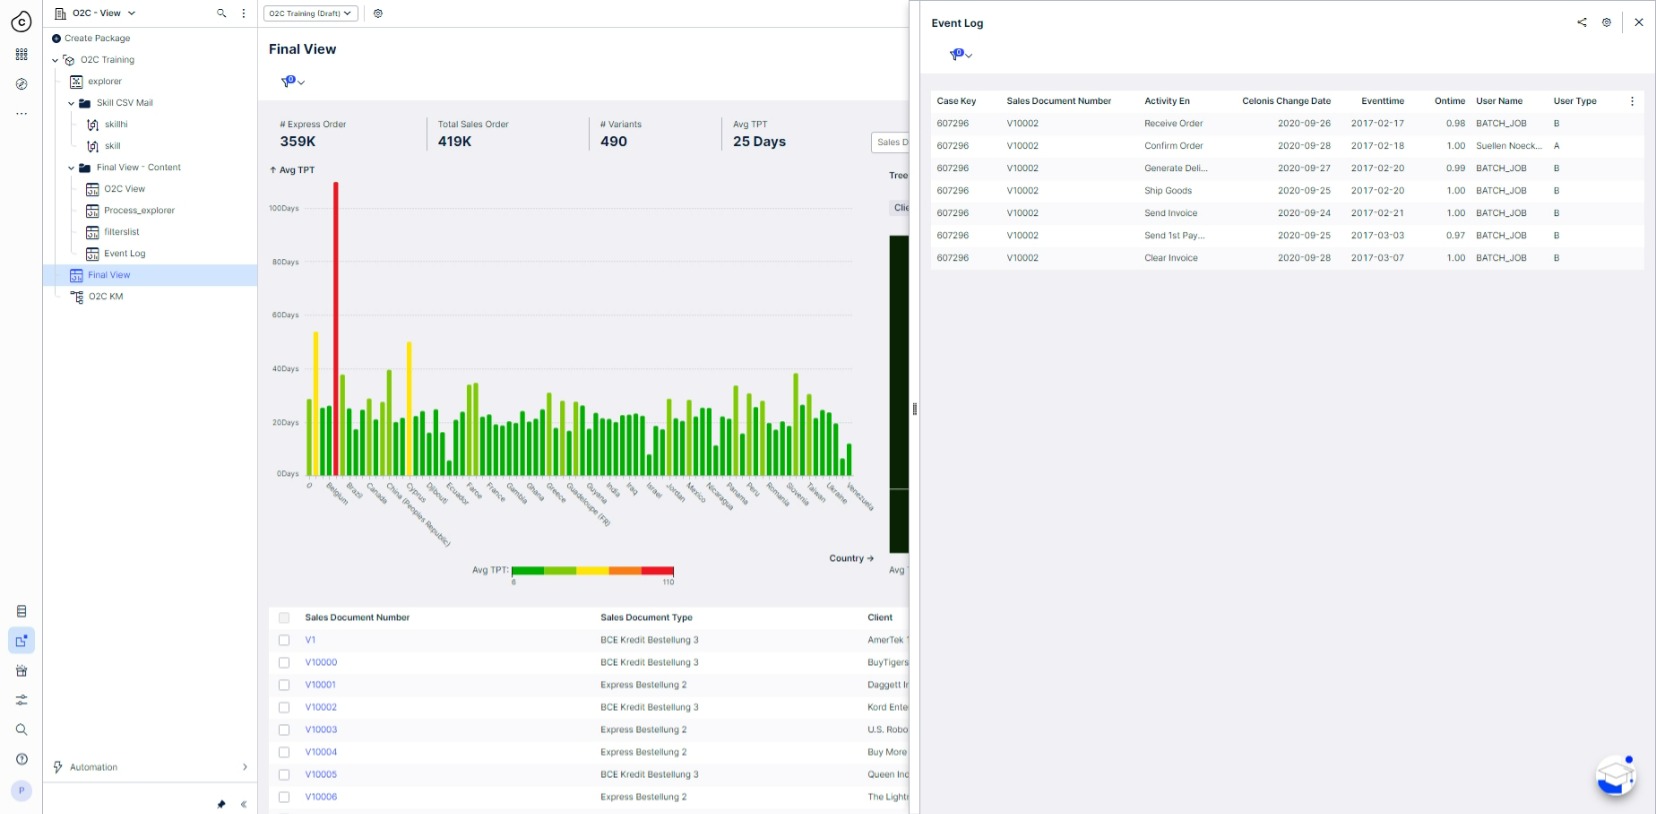 O2C - View
Create Package
O2C Training
explorer
Skill CSV Mail
skillhi
skill
Final View - Content
O2C View
Process_explorer
filterslist
Event Log
Final View
O2C KM
Automation
P
O2C Training (Draft)
Final View
0
# Express Order
359K
Total Sales Order
419K
# Variants
490
Avg TPT
25 Days
Sales D
↑ Avg TPT
100Days
80Days
60Days
40Days
20Days
0Days
0
Belgium
Brazil
Canada
China (Peoples Republic)
Cyprus
Djibouti
Ecuador
Faroe
France
Gambia
Ghana
Greece
Guadeloupe (FR)
Guyana
India
Iraq
Israel
Jordan
Mexico
Nicaragua
Panama
Peru
Romania
Slovenia
Taiwan
Ukraine
Venezuela
Country →
Avg TPT:
6
110
Tree
Clie
Avg
Sales Document Number Sales Document Type Client
V1 BCE Kredit Bestellung 3 AmerTek
V10000 BCE Kredit Bestellung 3 BuyTigers
V10001 Express Bestellung 2 Daggett In
V10002 BCE Kredit Bestellung 3 Kord Ente
V10003 Express Bestellung 2 U.S. Robo
V10004 Express Bestellung 2 Buy More
V10005 BCE Kredit Bestellung 3 Queen Inc
V10006 Express Bestellung 2 The Light
Event Log
0
Case Key Sales Document Number Activity En Celonis Change Date Eventtime Ontime User Name User Type
607296 V10002 Receive Order 2020-09-26 2017-02-17 0.98 BATCH_JOB B
607296 V10002 Confirm Order 2020-09-28 2017-02-18 1.00 Suellen Noeck... A
607296 V10002 Generate Deli... 2020-09-27 2017-02-20 0.99 BATCH_JOB B
607296 V10002 Ship Goods 2020-09-25 2017-02-20 1.00 BATCH_JOB B
607296 V10002 Send Invoice 2020-09-24 2017-02-21 1.00 BATCH_JOB B
607296 V10002 Send 1st Pay... 2020-09-25 2017-03-03 0.97 BATCH_JOB B
607296 V10002 Clear Invoice 2020-09-28 2017-03-07 1.00 BATCH_JOB B